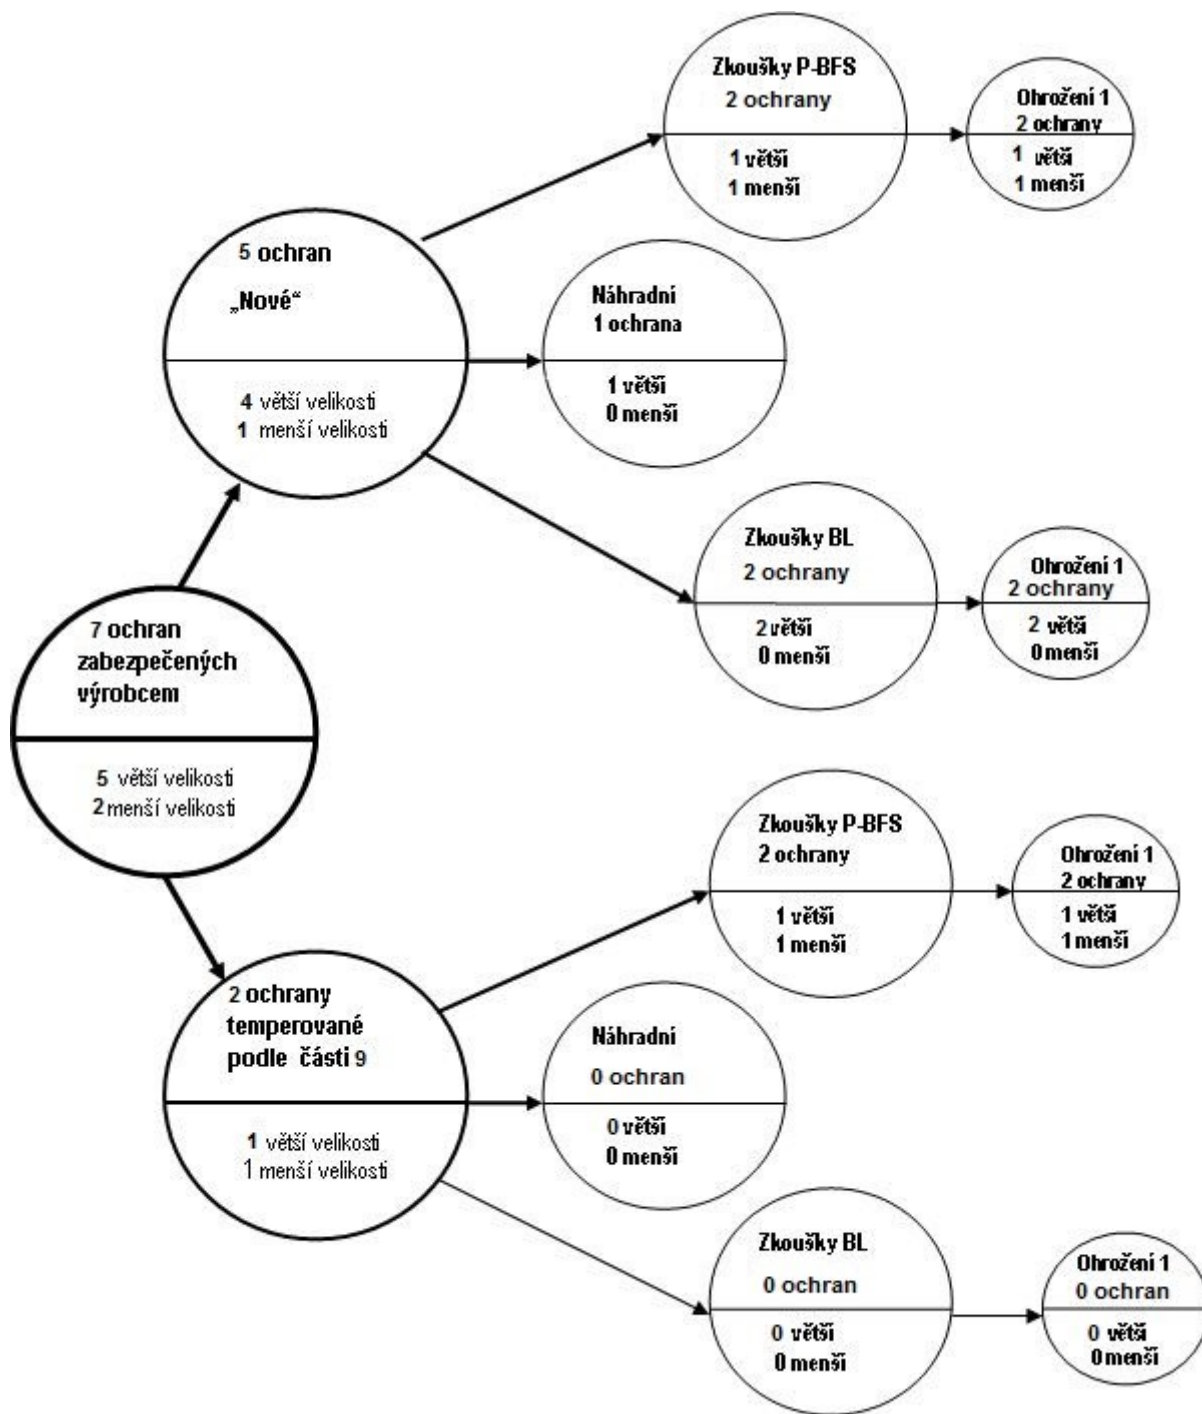 Zkoušky P-BFS
2 ochrany
1 větší
1 menší
Ohrožení 1
2 ochrany
1 větší
1 menší
5 ochran
„Nové“
4 větší velikosti
1 menší velikosti
Náhradní
1 ochrana
1 větší
0 menší
Zkoušky BL
2 ochrany
2 větší
0 menší
Ohrožení 1
2 ochrany
2 větší
0 menší
7 ochran
zabezpečených
výrobcem
5 větší velikosti
2 menší velikosti
Zkoušky P-BFS
2 ochrany
1 větší
1 menší
Ohrožení 1
2 ochrany
1 větší
1 menší
2 ochrany
temperované
podle části 9
1 větší velikosti
1 menší velikosti
Náhradní
0 ochran
0 větší
0 menší
Zkoušky BL
0 ochran
0 větší
0 menší
Ohrožení 1
0 ochran
0 větší
0 menší